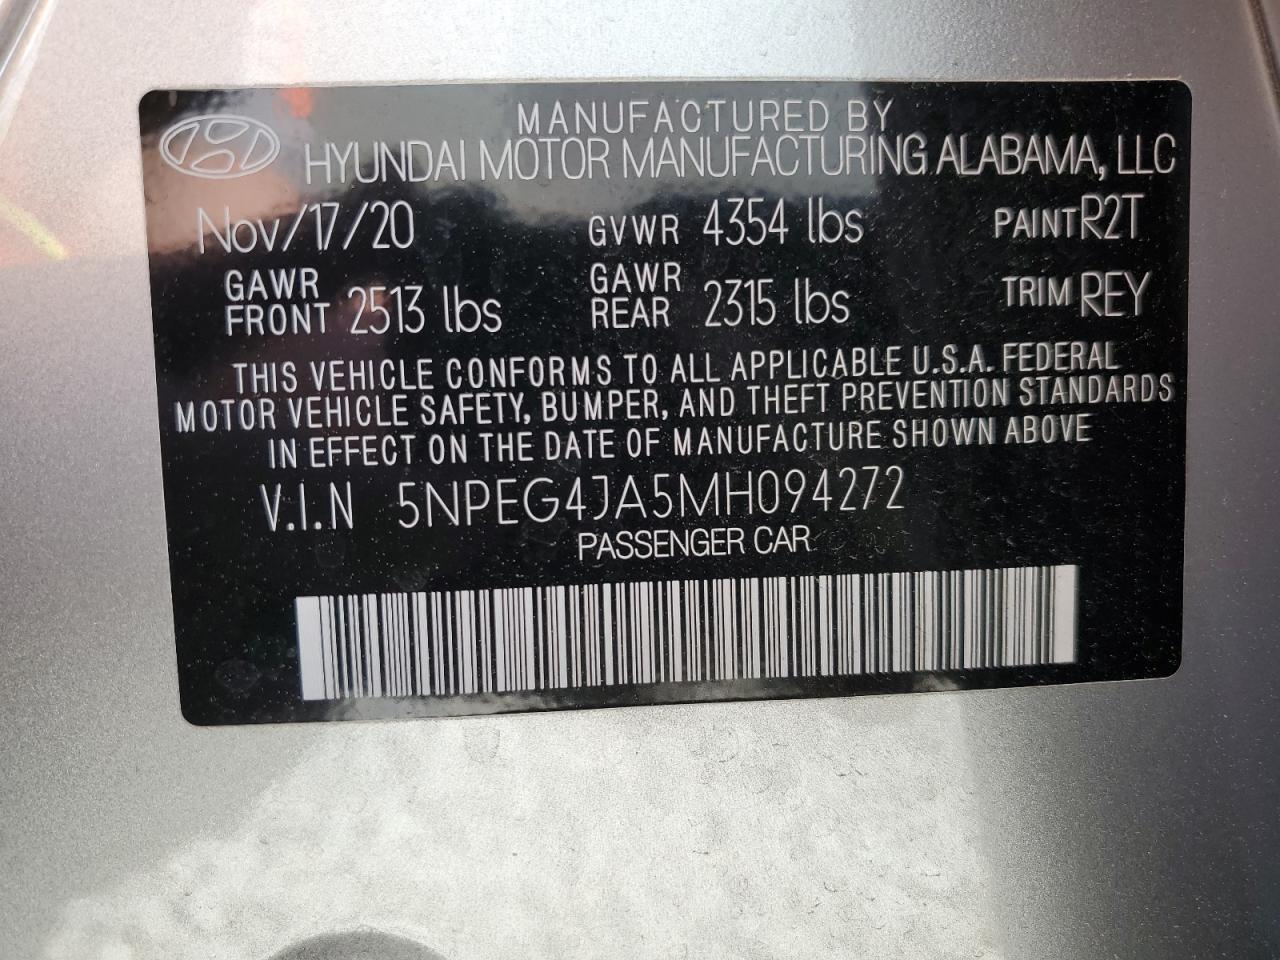 MANUFACTURED BY
HYUNDAI MOTOR MANUFACTURING ALABAMA, LLC
Nov/17/20 GVWR 4354 lbs PAINT R2T
GAWR FRONT 2513 lbs GAWR REAR 2315 lbs TRIM REY
THIS VEHICLE CONFORMS TO ALL APPLICABLE U.S.A. FEDERAL
MOTOR VEHICLE SAFETY, BUMPER, AND THEFT PREVENTION STANDARDS
IN EFFECT ON THE DATE OF MANUFACTURE SHOWN ABOVE
V.I.N 5NPEG4JA5MH094272
PASSENGER CAR